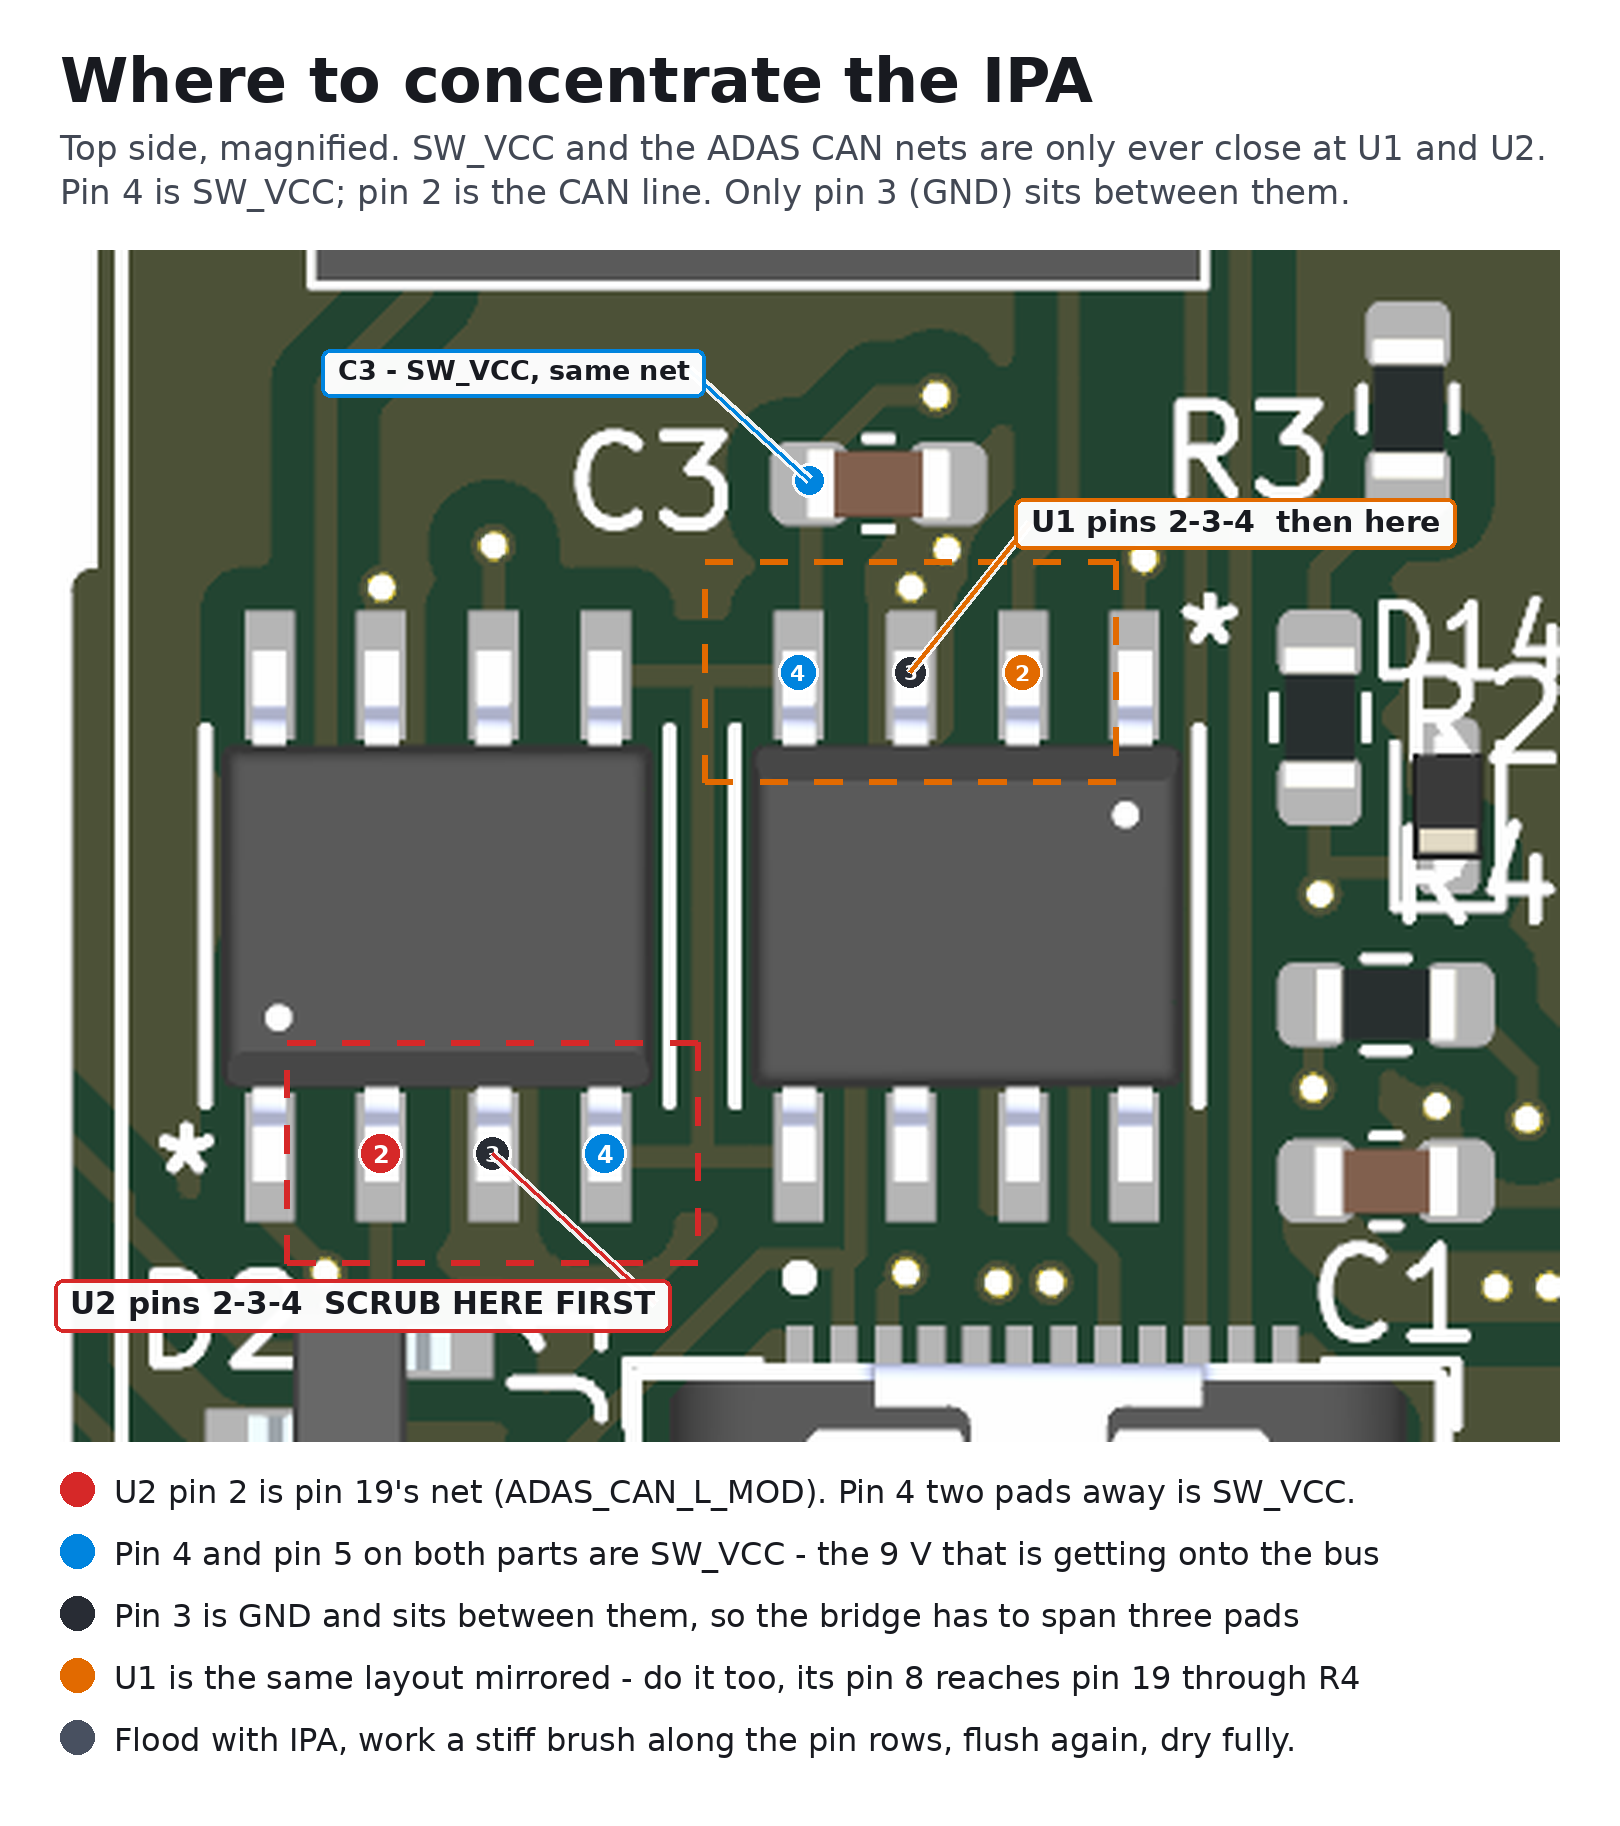 Where to concentrate the IPA
Top side, magnified. SW_VCC and the ADAS CAN nets are only ever close at U1 and U2.
Pin 4 is SW_VCC; pin 2 is the CAN line. Only pin 3 (GND) sits between them.
C3 - SW_VCC, same net
C3
R3
U1 pins 2-3-4 then here
*
D14
4
3
2
R2
R4
*
2
3
4
U2 pins 2-3-4 SCRUB HERE FIRST
D2
C1
U2 pin 2 is pin 19's net (ADAS_CAN_L_MOD). Pin 4 two pads away is SW_VCC.
Pin 4 and pin 5 on both parts are SW_VCC - the 9 V that is getting onto the bus
Pin 3 is GND and sits between them, so the bridge has to span three pads
U1 is the same layout mirrored - do it too, its pin 8 reaches pin 19 through R4
Flood with IPA, work a stiff brush along the pin rows, flush again, dry fully.